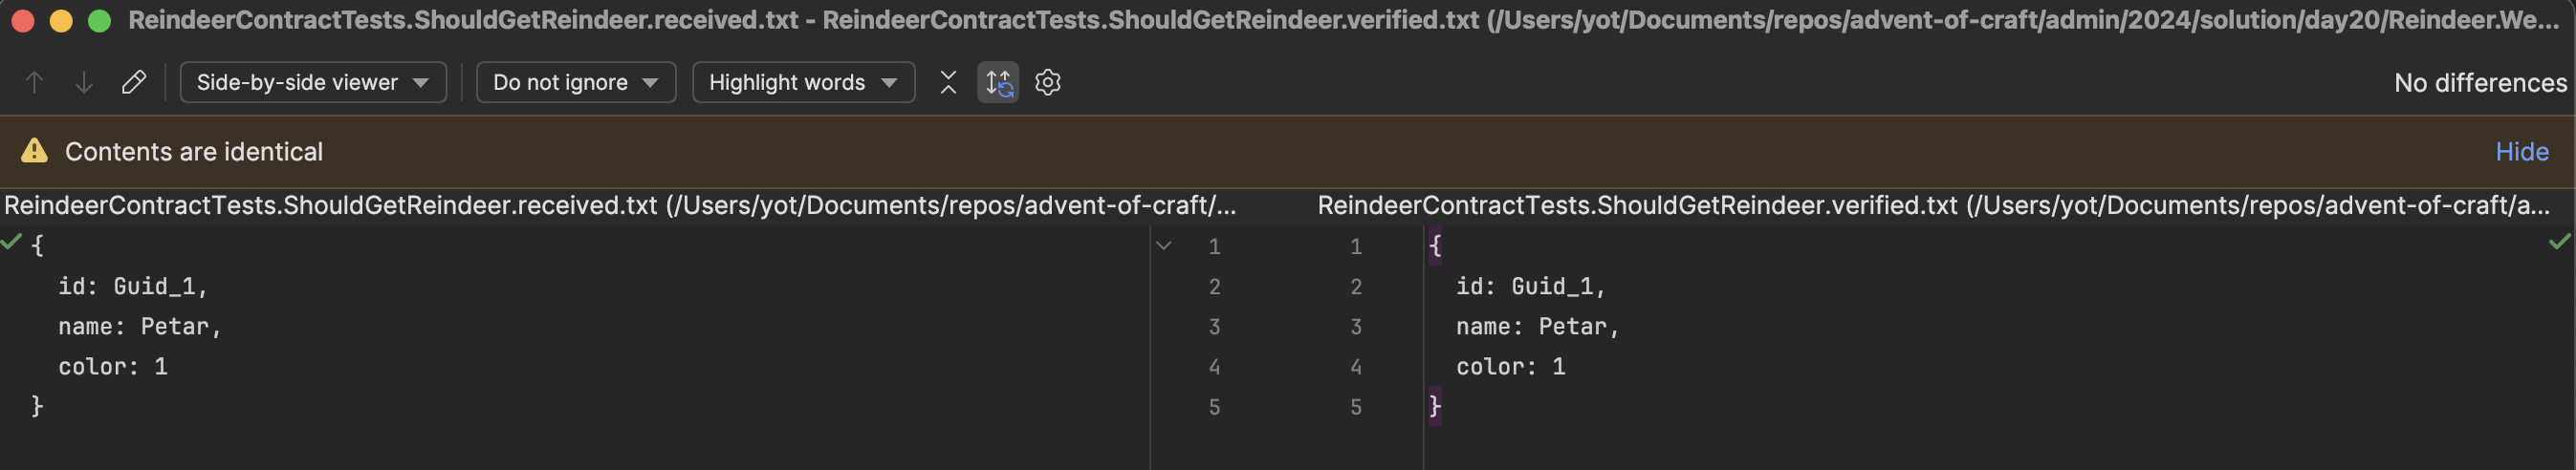 ReindeerContractTests.ShouldGetReindeer.received.txt - ReindeerContractTests.ShouldGetReindeer.verified.txt (/Users/yot/Documents/repos/advent-of-craft/admin/2024/solution/day20/Reindeer.We...
Side-by-side viewer Do not ignore Highlight words No differences
Contents are identical Hide
ReindeerContractTests.ShouldGetReindeer.received.txt (/Users/yot/Documents/repos/advent-of-craft/... ReindeerContractTests.ShouldGetReindeer.verified.txt (/Users/yot/Documents/repos/advent-of-craft/a...
{ 1 1 {
id: Guid_1, 2 2 id: Guid_1,
name: Petar, 3 3 name: Petar,
color: 1 4 4 color: 1
} 5 5 }